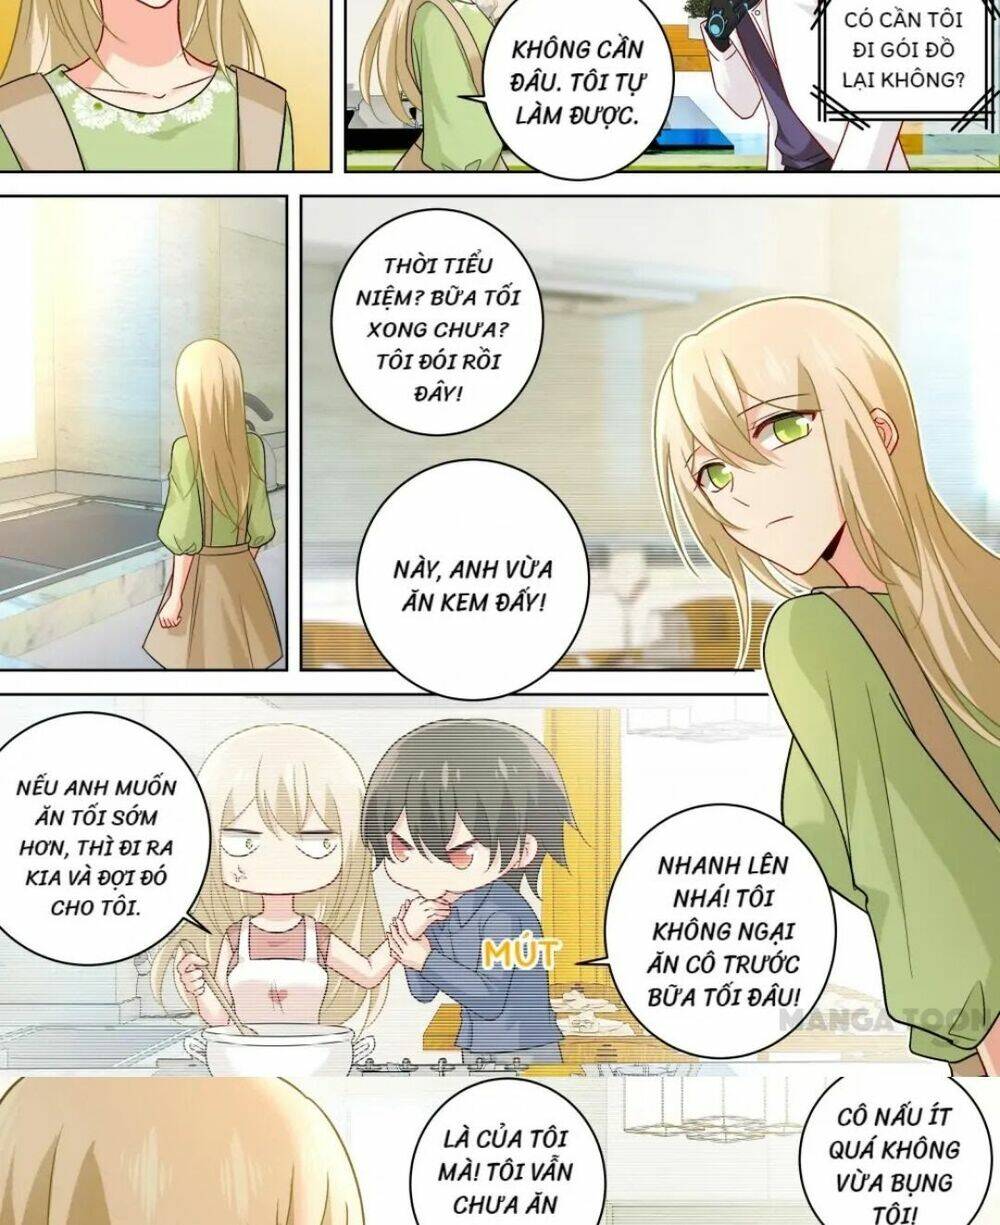 CÓ CẦN TÔI
ĐI GÓI ĐỒ
LẠI KHÔNG?
KHÔNG CẦN
ĐÂU. TÔI TỰ
LÀM ĐƯỢC.
THỜI TIỂU
NIỆM? BỮA TỐI
XONG CHƯA?
TÔI ĐÓI RỒI
ĐÂY!
NÀY, ANH VỪA
ĂN KEM ĐẤY!
NẾU ANH MUỐN
ĂN TỐI SỚM
HƠN, THÌ ĐI RA
KIA VÀ ĐỢI ĐÓ
CHO TÔI.
MÚT
NHANH LÊN
NHÁ! TÔI
KHÔNG NGẠI
ĂN CÔ TRƯỚC
BỮA TỐI ĐÂU!
MANGA TOON
LÀ CỦA TÔI
MÀ! TÔI VẪN
CHƯA ĂN
CÔ NẤU ÍT
QUÁ KHÔNG
VỪA BỤNG
TÔI!